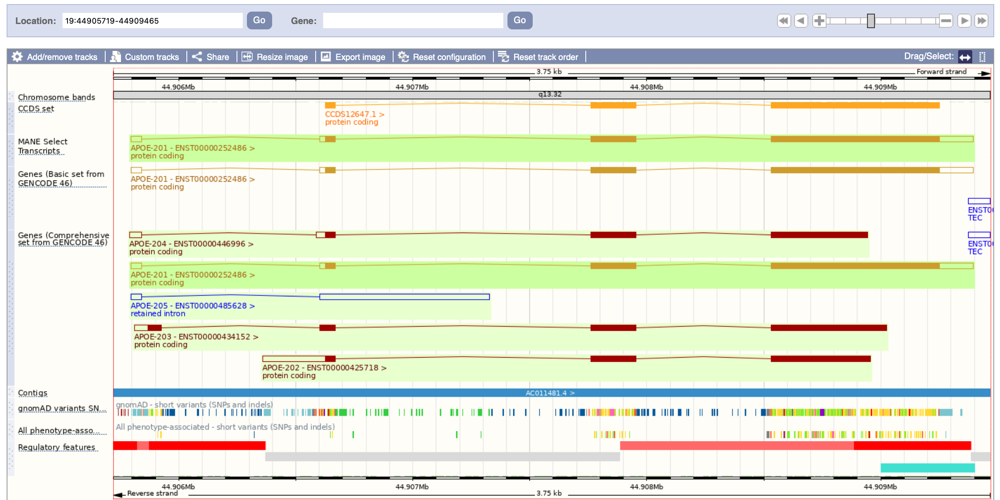 Location: 19:44905719-44909465 Go Gene: Go
Add/remove tracks Custom tracks Share Resize image Export image Reset configuration Reset track order Drag/Select:
3.75 kb Forward strand
44.906Mb 44.907Mb 44.908Mb 44.909Mb
Chromosome bands q13.32
CCDS set
CCDS12647.1 >
protein coding
MANE Select
Transcripts
APOE-201 - ENST00000252486 >
protein coding
Genes (Basic set from
GENCODE 46)
APOE-201 - ENST00000252486 >
protein coding
TEC
Genes (Comprehensive
set from GENCODE 46)
APOE-204 - ENST00000446996 >
protein coding
TEC
APOE-201 - ENST00000252486 >
protein coding
APOE-205 - ENST00000485628 >
retained intron
APOE-203 - ENST00000434152 >
protein coding
APOE-202 - ENST00000425718 >
protein coding
Contigs AC011481.4 >
gnomAD - short variants (SNPs and indels)
gnomAD variants SN...
All phenotype-associated - short variants (SNPs and indels)
All phenotype-asso...
Regulatory features
44.906Mb 44.907Mb 44.908Mb 44.909Mb
Reverse strand 3.75 kb